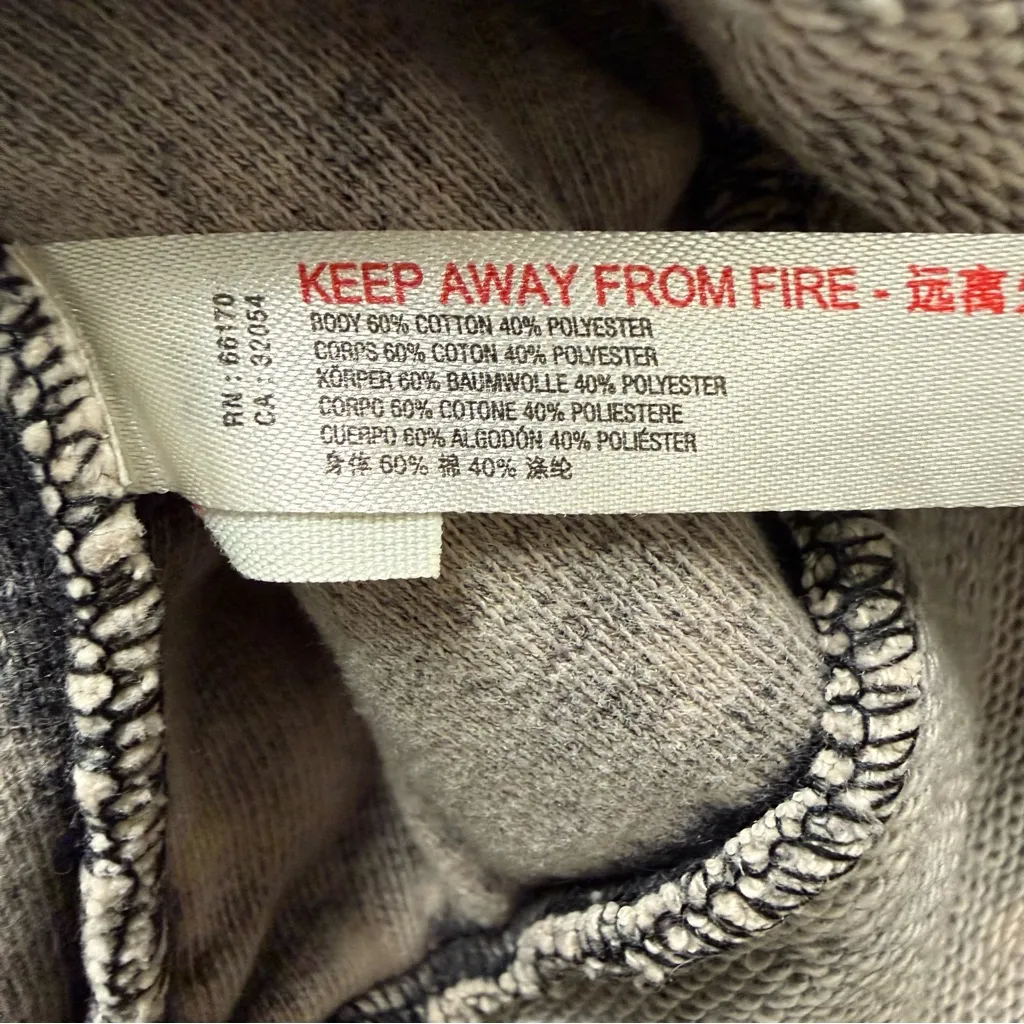 KEEP AWAY FROM FIRE - 远离
BODY 60% COTTON 40% POLYESTER
CORPS 60% COTON 40% POLYESTER
KÖRPER 60% BAUMWOLLE 40% POLYESTER
CORPO 60% COTONE 40% POLIESTERE
CUERPO 60% ALGODÓN 40% POLIÉSTER
身体 60% 棉 40% 涤纶
RN: 66170
CA: 32054